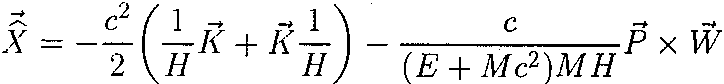 $$\vec{\hat{X}} = -\frac{c^2}{2}\left(\frac{1}{H}\vec{K} + \vec{K}\frac{1}{H}\right) - \frac{c}{(E + Mc^2)MH}\vec{P} \times \vec{W}$$